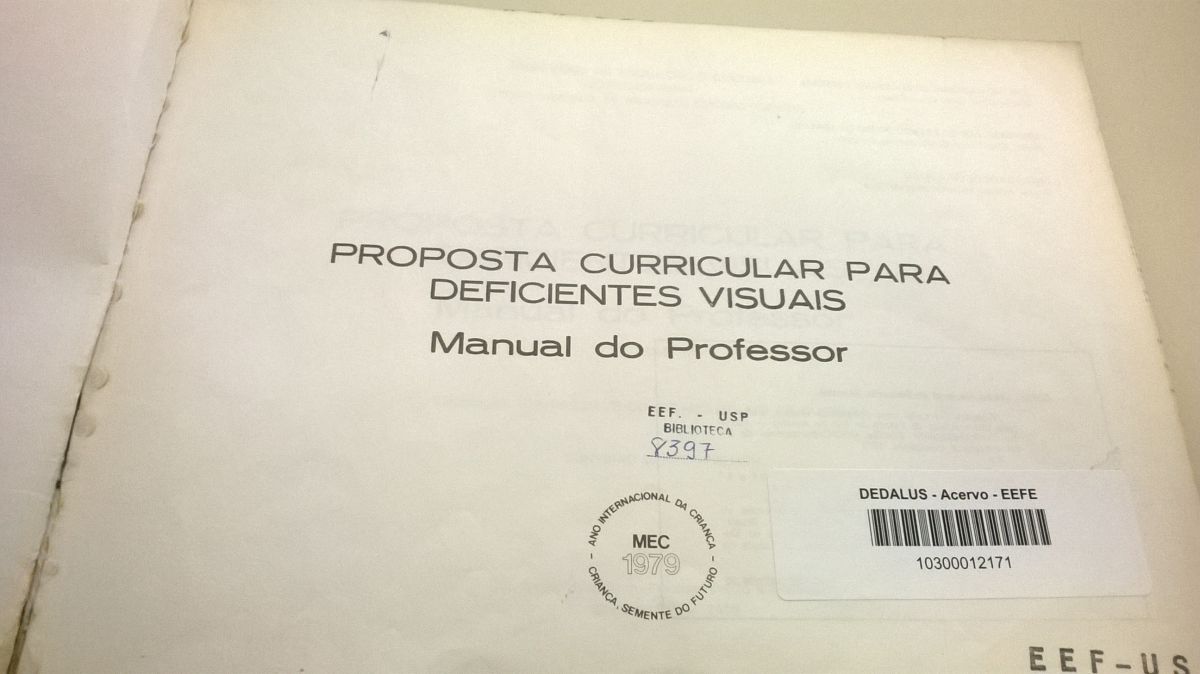 PROPOSTA CURRICULAR PARA
DEFICIENTES VISUAIS
Manual do Professor
EEF. - USP
BIBLIOTECA
8397
- ANO INTERNACIONAL DA CRIANÇA -
MEC
1979
CRIANÇA, SEMENTE DO FUTURO
DEDALUS - Acervo - EEFE
10300012171
EEF-US